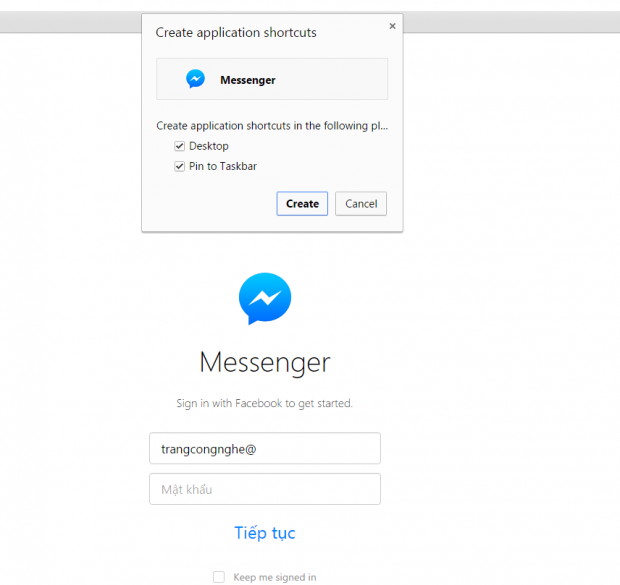 Create application shortcuts
×
Messenger
Create application shortcuts in the following pl...
Desktop
Pin to Taskbar
Create Cancel
Messenger
Sign in with Facebook to get started.
trangcongnghe@
Mật khẩu
Tiếp tục
Keep me signed in